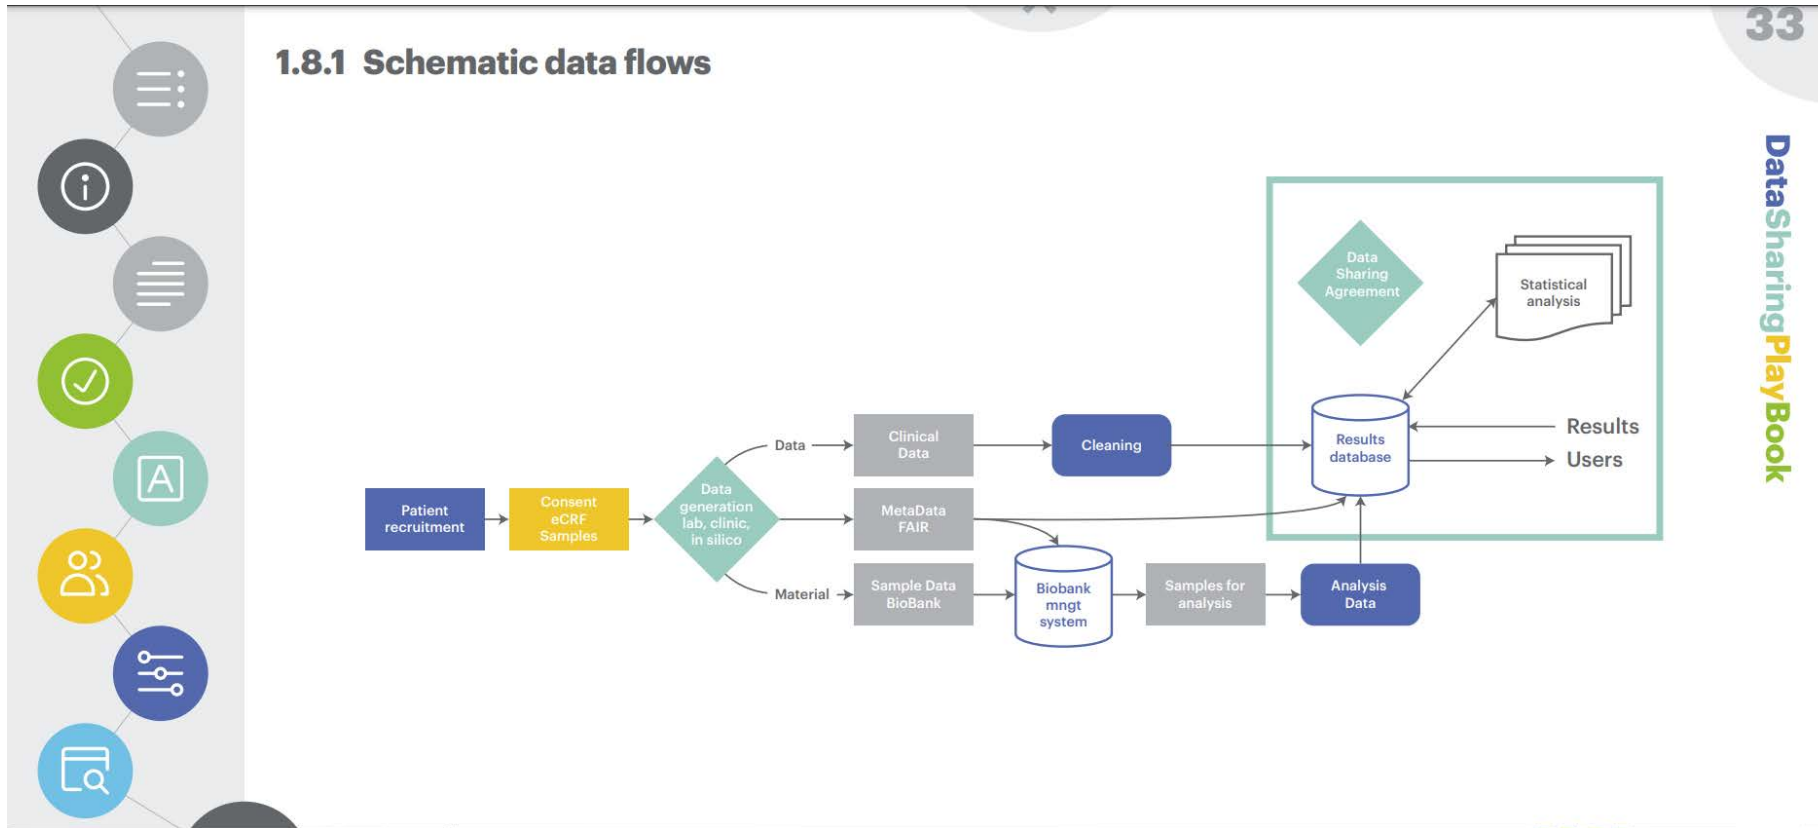 33
1.8.1 Schematic data flows
DataSharingPlayBook
Data
Sharing
Agreement
Statistical
analysis
Data
Clinical
Data
Cleaning
Results
database
Results
Users
Patient
recruitment
Consent
eCRF
Samples
Data
generation
lab, clinic,
in silico
MetaData
FAIR
Material
Sample Data
BioBank
Biobank
mngt
system
Samples for
analysis
Analysis
Data
A